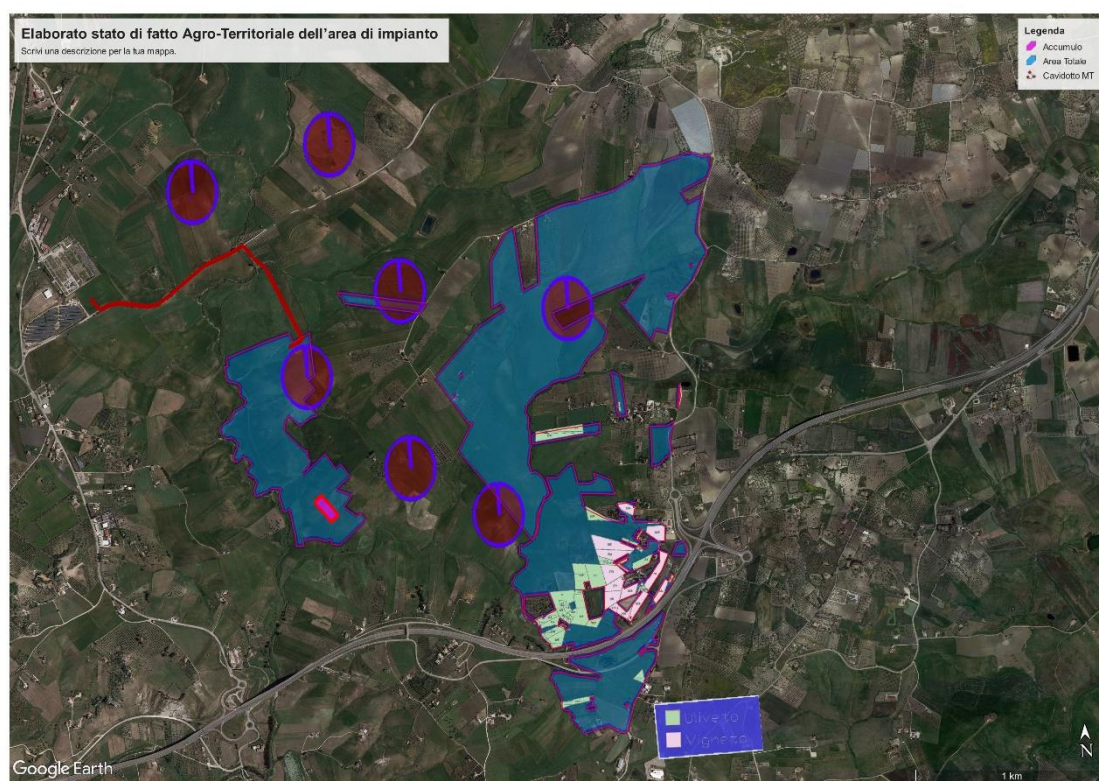 Elaborato stato di fatto Agro-Territoriale dell'area di impianto
Scrivi una descrizione per la tua mappa.
Legenda
Accumulo
Area Totale
Cavidotto MT
Uliveto
Vigneto
Google Earth
N
1 km